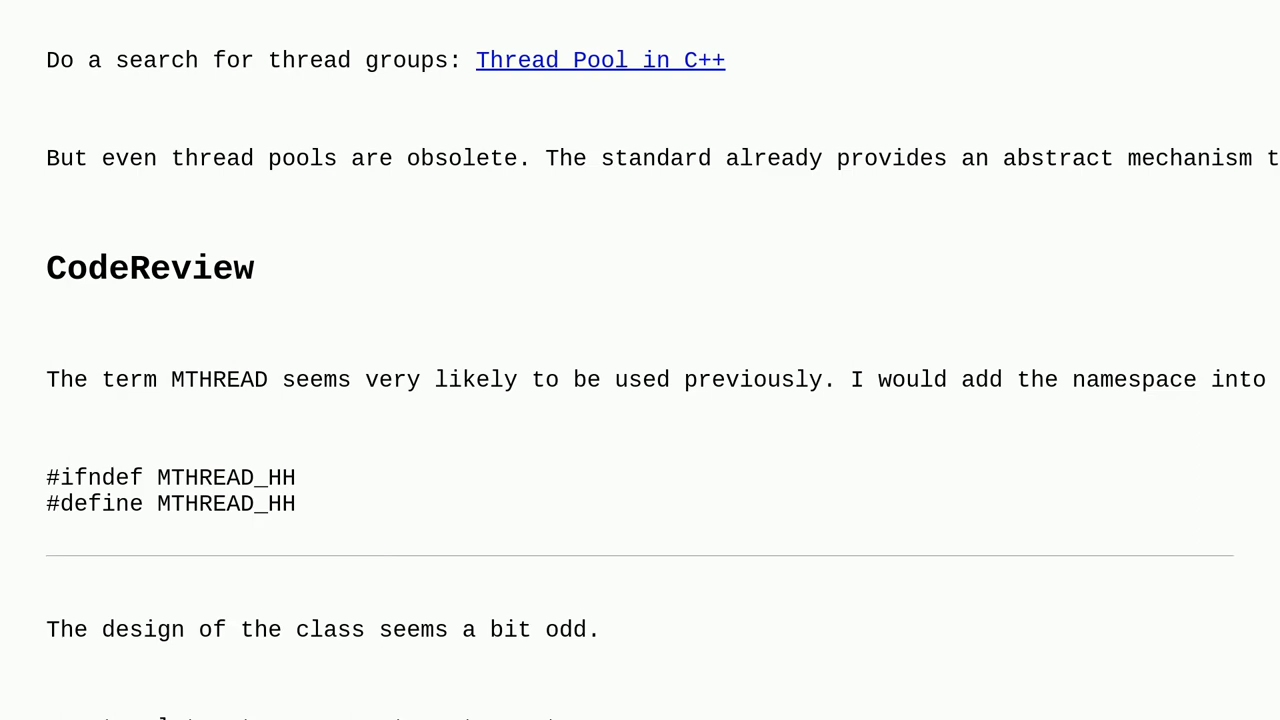 Do a search for thread groups: Thread Pool in C++
But even thread pools are obsolete. The standard already provides an abstract mechanism
CodeReview
The term MTHREAD seems very likely to be used previously. I would add the namespace into
#ifndef MTHREAD_HH
#define MTHREAD_HH
The design of the class seems a bit odd.